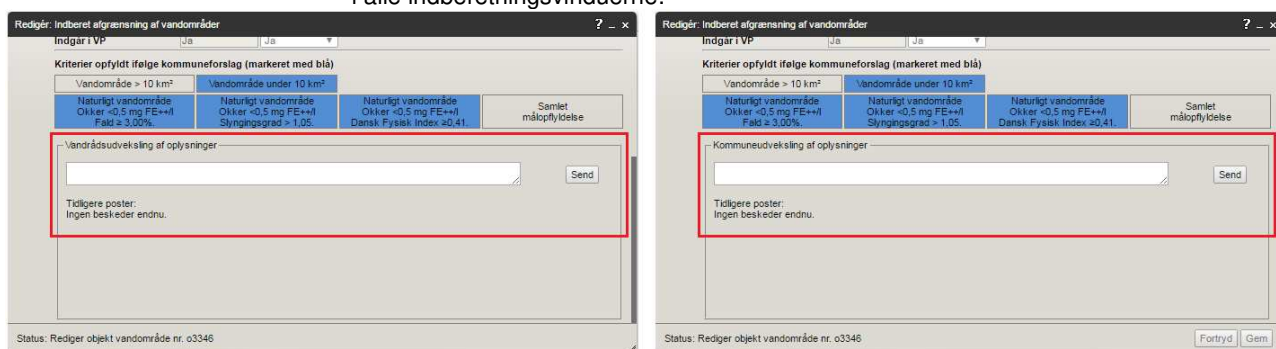 i alle indberetningsvinduerne.
Redigér: Indberet afgrænsning af vandområder ? _ x
Indgår i VP Ja Ja
Kriterier opfyldt ifølge kommuneforslag (markeret med blå)
Vandområde > 10 km² Vandområde under 10 km²
Naturligt vandområde
Okker <0,5 mg FE++/l
Fald ≥ 3,00%.
Naturligt vandområde
Okker <0,5 mg FE++/l
Slyngingsgrad > 1,05.
Naturligt vandområde
Okker <0,5 mg FE++/l
Dansk Fysisk Index ≥0,41.
Samlet
målopflyldelse
Vandrådsudveksling af oplysninger
Send
Tidligere poster:
Ingen beskeder endnu.
Status: Rediger objekt vandområde nr. o3346
Redigér: Indberet afgrænsning af vandområder ? _ x
Indgår i VP Ja Ja
Kriterier opfyldt ifølge kommuneforslag (markeret med blå)
Vandområde > 10 km² Vandområde under 10 km²
Naturligt vandområde
Okker <0,5 mg FE++/l
Fald ≥ 3,00%.
Naturligt vandområde
Okker <0,5 mg FE++/l
Slyngingsgrad > 1,05.
Naturligt vandområde
Okker <0,5 mg FE++/l
Dansk Fysisk Index ≥0,41.
Samlet
målopflyldelse
Kommuneudveksling af oplysninger
Send
Tidligere poster:
Ingen beskeder endnu.
Status: Rediger objekt vandområde nr. o3346 Fortryd Gem